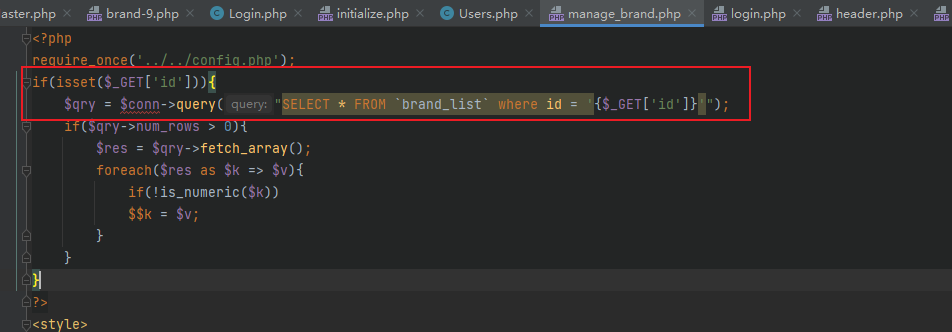 aster.php × brand-9.php × Login.php × initialize.php × Users.php × manage_brand.php × login.php × header.php ×
<?php
require_once('../../config.php');
if(isset($_GET['id'])){
$qry = $conn->query( query: "SELECT * FROM `brand_list` where id = '{$_GET['id']}'");
if($qry->num_rows > 0){
$res = $qry->fetch_array();
foreach($res as $k => $v){
if(!is_numeric($k))
$$k = $v;
}
}
}
?>
<style>